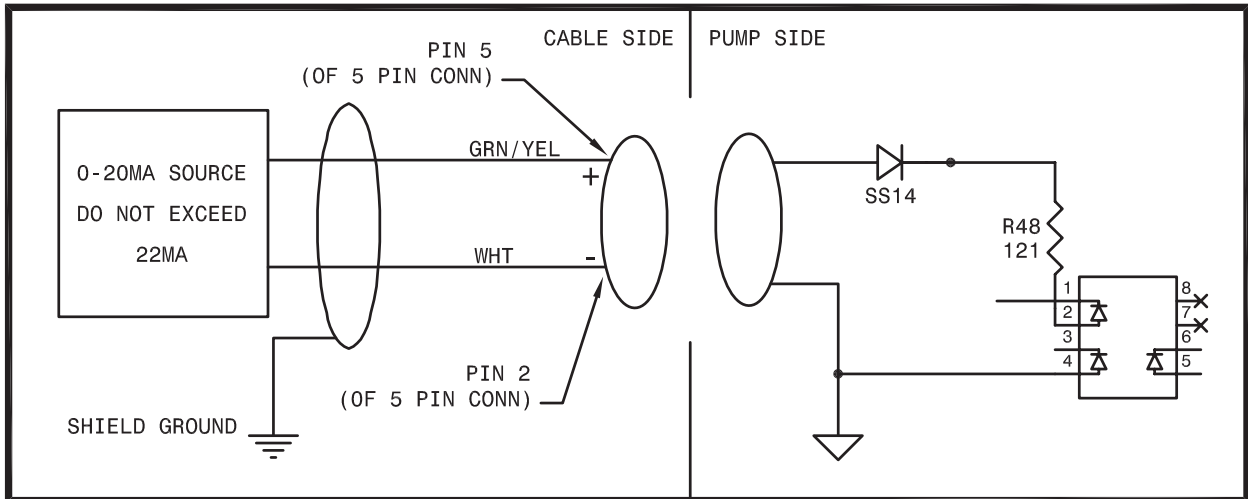 CABLE SIDE
PUMP SIDE
PIN 5
(OF 5 PIN CONN)
0-20MA SOURCE
DO NOT EXCEED
22MA
GRN/YEL
+
WHT
-
PIN 2
(OF 5 PIN CONN)
SHIELD GROUND
SS14
R48
121
1
2
3
4
8
7
6
5